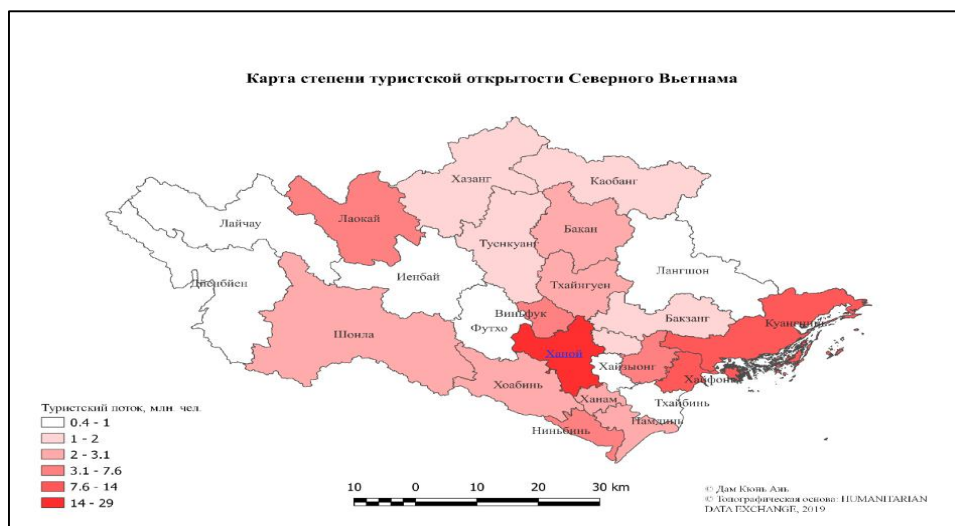 Карта степени туристской открытости Северного Вьетнама
Хазанг
Каобанг
Лаокай
Лайчау
Бакан
Туенкуанг
Лангшон
Дйенбйен
Иенбай
Тхайнгуен
Шонла
Футхо
Виньфук
Бакзанг
Куангнинь
Ханой
Хайзыонг
Хайфонг
Хоабинь
Ханам
Тхайбинь
Намдинь
Ниньбинь
Туристский поток, млн. чел.
0.4 - 1
1 - 2
2 - 3.1
3.1 - 7.6
7.6 - 14
14 - 29
10 0 10 20 30 km
© Дам Кюнь Ань
© Топографическая основа: HUMANITARIAN
DATA EXCHANGE, 2019